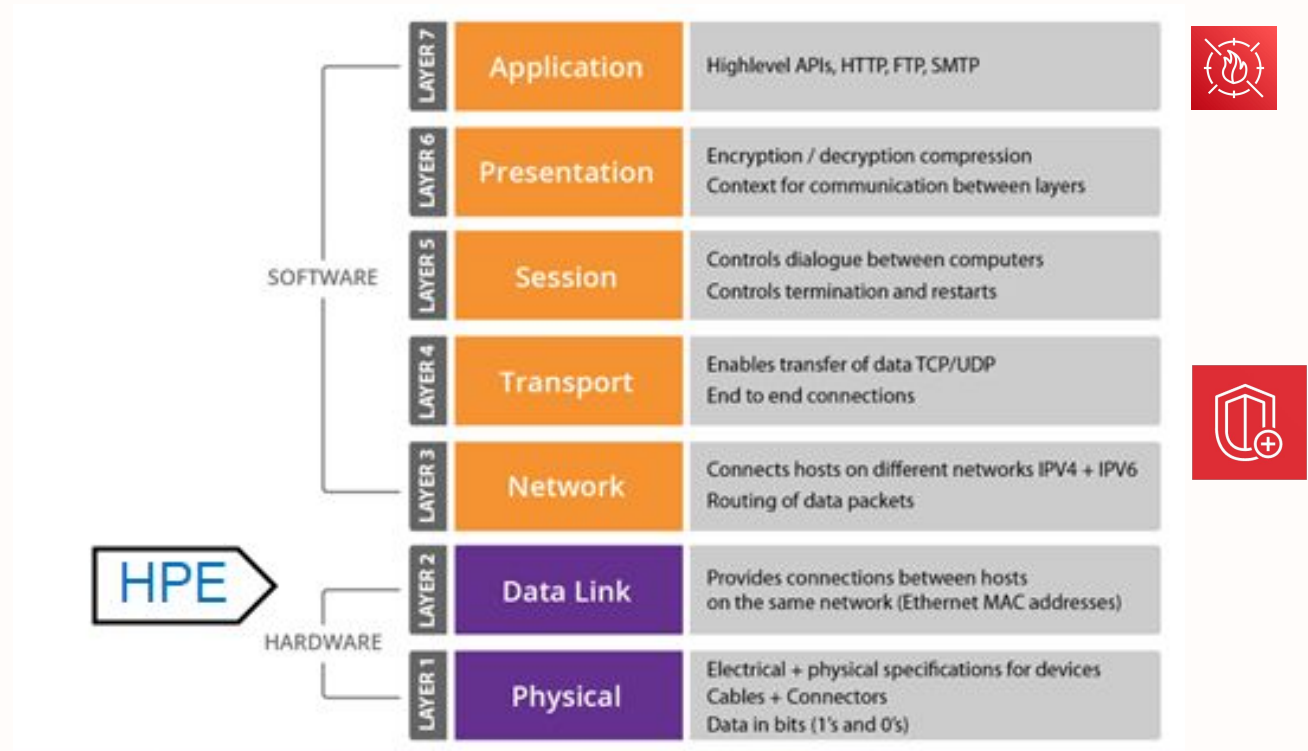 LAYER 7
Application
Highlevel APIs, HTTP, FTP, SMTP
LAYER 6
Presentation
Encryption / decryption compression
Context for communication between layers
SOFTWARE
LAYER 5
Session
Controls dialogue between computers
Controls termination and restarts
LAYER 4
Transport
Enables transfer of data TCP/UDP
End to end connections
LAYER 3
Network
Connects hosts on different networks IPV4 + IPV6
Routing of data packets
HPE
HARDWARE
LAYER 2
Data Link
Provides connections between hosts
on the same network (Ethernet MAC addresses)
LAYER 1
Physical
Electrical + physical specifications for devices
Cables + Connectors
Data in bits (1's and 0's)